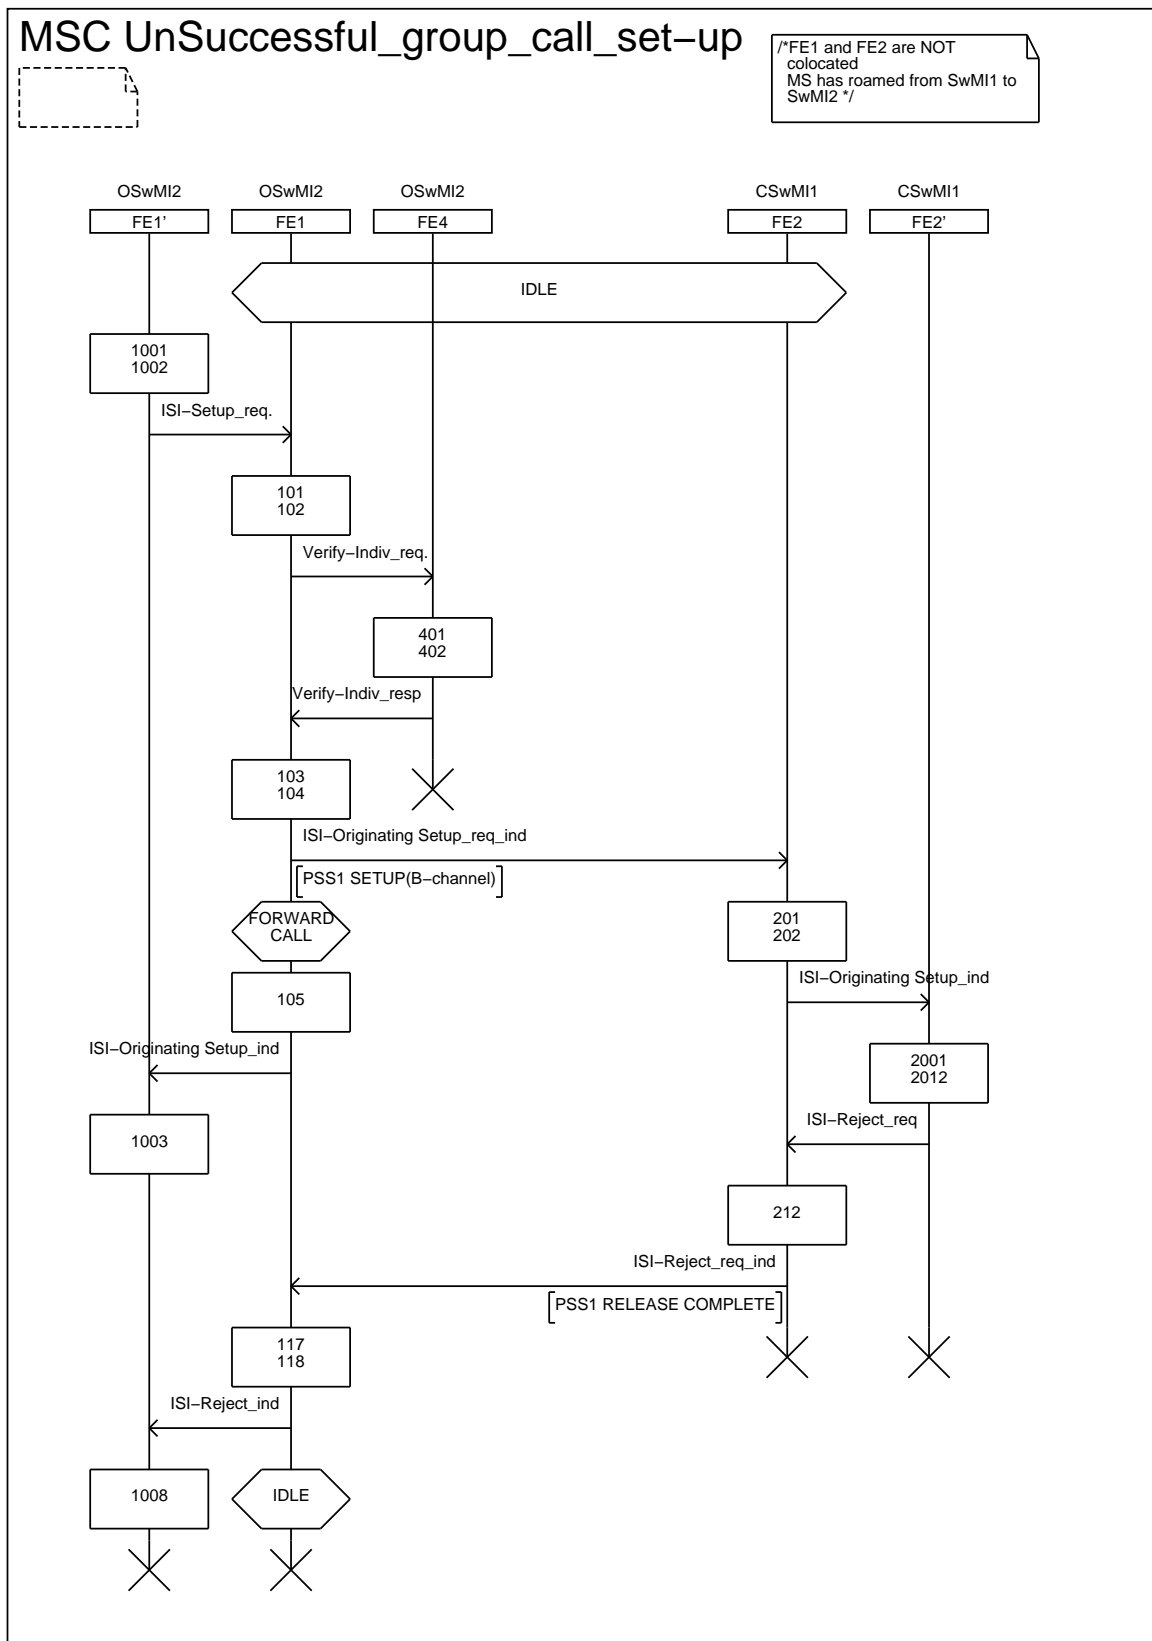 MSC UnSuccessful_group_call_set−up
/*FE1 and FE2 are NOT
colocated
MS has roamed from SwMI1 to
SwMI2 */
OSwMI2
OSwMI2
OSwMI2
CSwMI1
CSwMI1
FE1’
FE1
FE4
FE2
FE2’
IDLE
1001
1002
ISI−Setup_req.
101
102
Verify−Indiv_req.
401
402
Verify−Indiv_resp
103
104
ISI−Originating Setup_req_ind
PSS1 SETUP(B−channel)
FORWARD
CALL
201
202
ISI−Originating Setup_ind
105
ISI−Originating Setup_ind
2001
2012
ISI−Reject_req
1003
212
ISI−Reject_req_ind
PSS1 RELEASE COMPLETE
117
118
ISI−Reject_ind
1008
IDLE